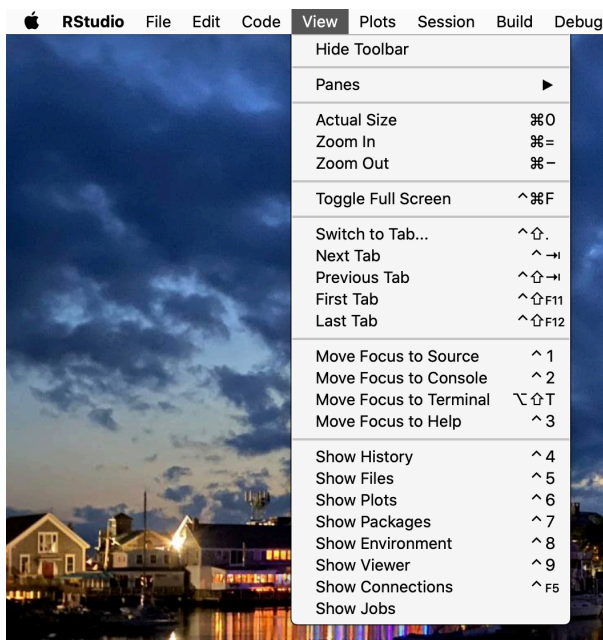 RStudio File Edit Code View Plots Session Build Debug
Hide Toolbar
Panes ▶
Actual Size ⌘0
Zoom In ⌘=
Zoom Out ⌘−
Toggle Full Screen ^⌘F
Switch to Tab... ^⇧.
Next Tab ^⇥
Previous Tab ^⇧⇥
First Tab ^⇧F11
Last Tab ^⇧F12
Move Focus to Source ^1
Move Focus to Console ^2
Move Focus to Terminal ⌥⇧T
Move Focus to Help ^3
Show History ^4
Show Files ^5
Show Plots ^6
Show Packages ^7
Show Environment ^8
Show Viewer ^9
Show Connections ^F5
Show Jobs